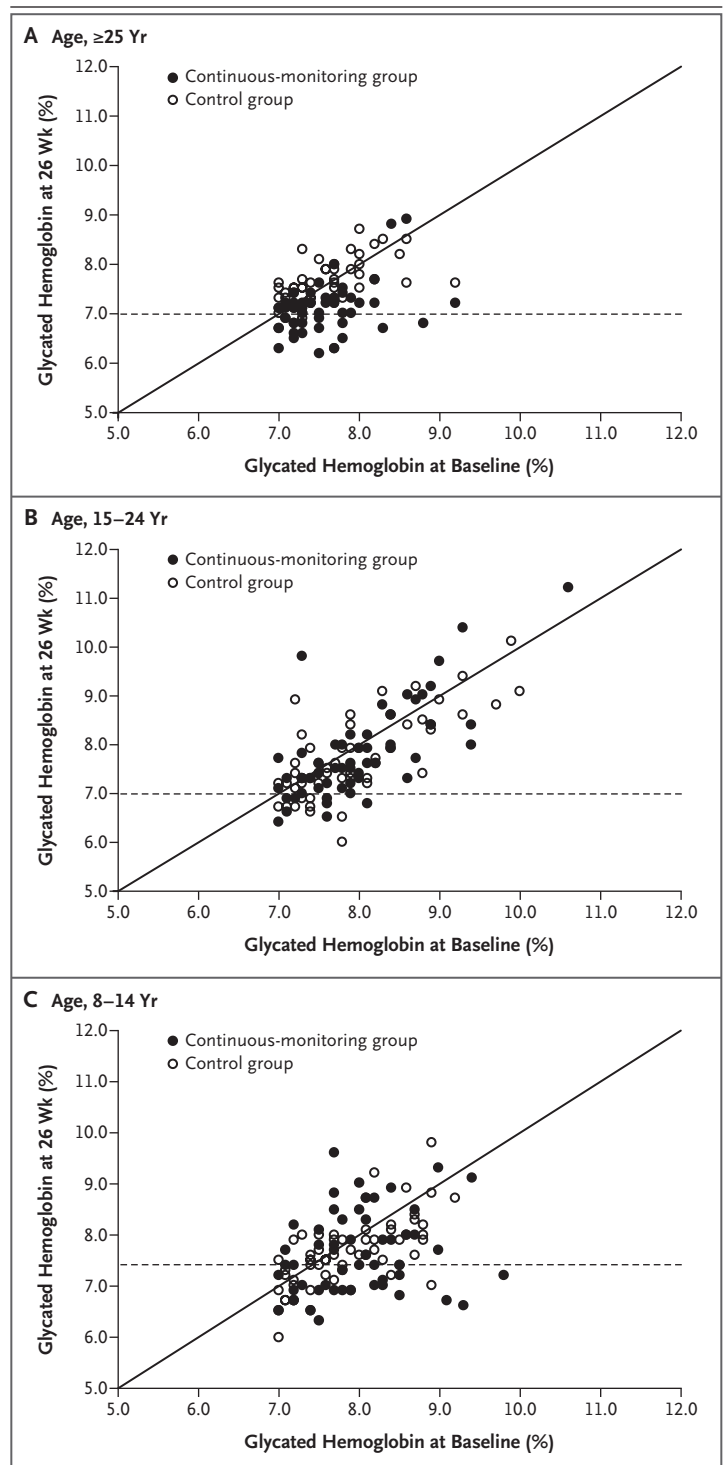 A Age, ≥25 Yr
12.0
11.0
10.0
9.0
8.0
7.0
6.0
5.0
Glycated Hemoglobin at 26 Wk (%)
Continuous-monitoring group
Control group
5.0 6.0 7.0 8.0 9.0 10.0 11.0 12.0
Glycated Hemoglobin at Baseline (%)
B Age, 15–24 Yr
12.0
11.0
10.0
9.0
8.0
7.0
6.0
5.0
Glycated Hemoglobin at 26 Wk (%)
Continuous-monitoring group
Control group
5.0 6.0 7.0 8.0 9.0 10.0 11.0 12.0
Glycated Hemoglobin at Baseline (%)
C Age, 8–14 Yr
12.0
11.0
10.0
9.0
8.0
7.0
6.0
5.0
Glycated Hemoglobin at 26 Wk (%)
Continuous-monitoring group
Control group
5.0 6.0 7.0 8.0 9.0 10.0 11.0 12.0
Glycated Hemoglobin at Baseline (%)